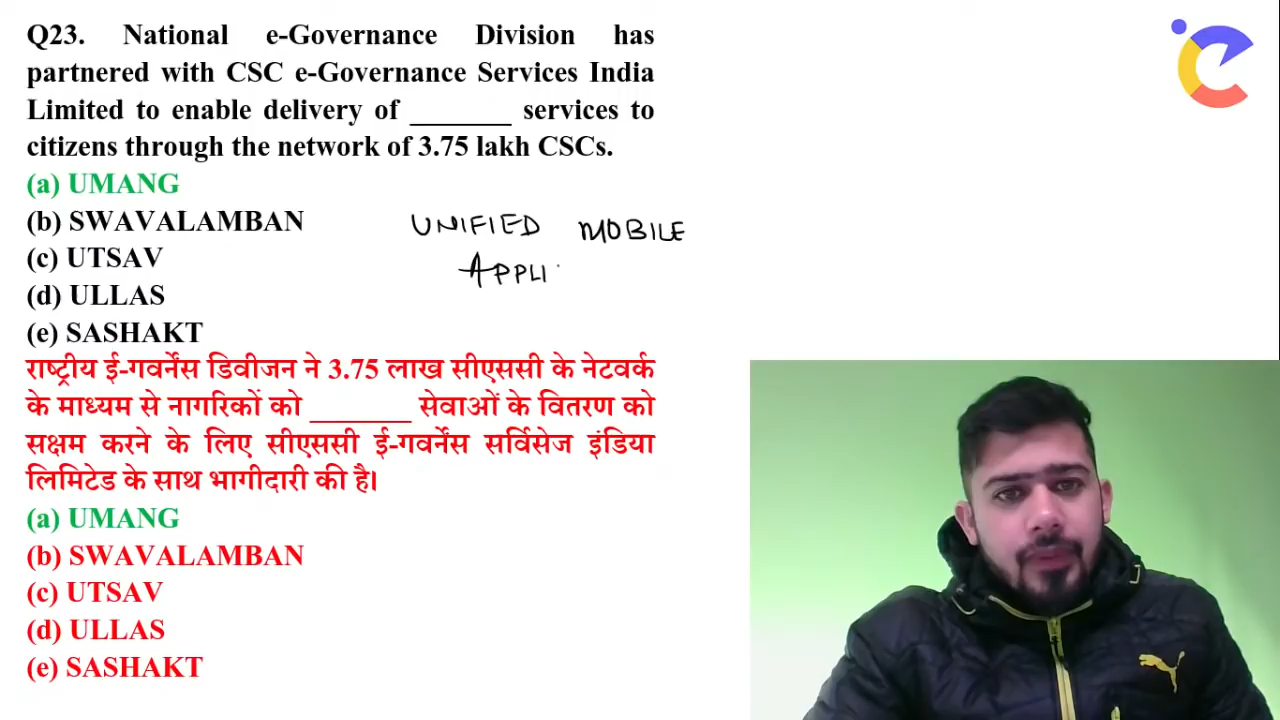 Q23. National e-Governance Division has
partnered with CSC e-Governance Services India
Limited to enable delivery of _______ services to
citizens through the network of 3.75 lakh CSCs.
(a) UMANG
(b) SWAVALAMBAN
(c) UTSAV
(d) ULLAS
(e) SASHAKT
UNIFIED MOBILE
APPLI
राष्ट्रीय ई-गवर्नेंस डिवीजन ने 3.75 लाख सीएससी के नेटवर्क
के माध्यम से नागरिकों को _______ सेवाओं के वितरण को
सक्षम करने के लिए सीएससी ई-गवर्नेंस सर्विसेज इंडिया
लिमिटेड के साथ भागीदारी की है।
(a) UMANG
(b) SWAVALAMBAN
(c) UTSAV
(d) ULLAS
(e) SASHAKT